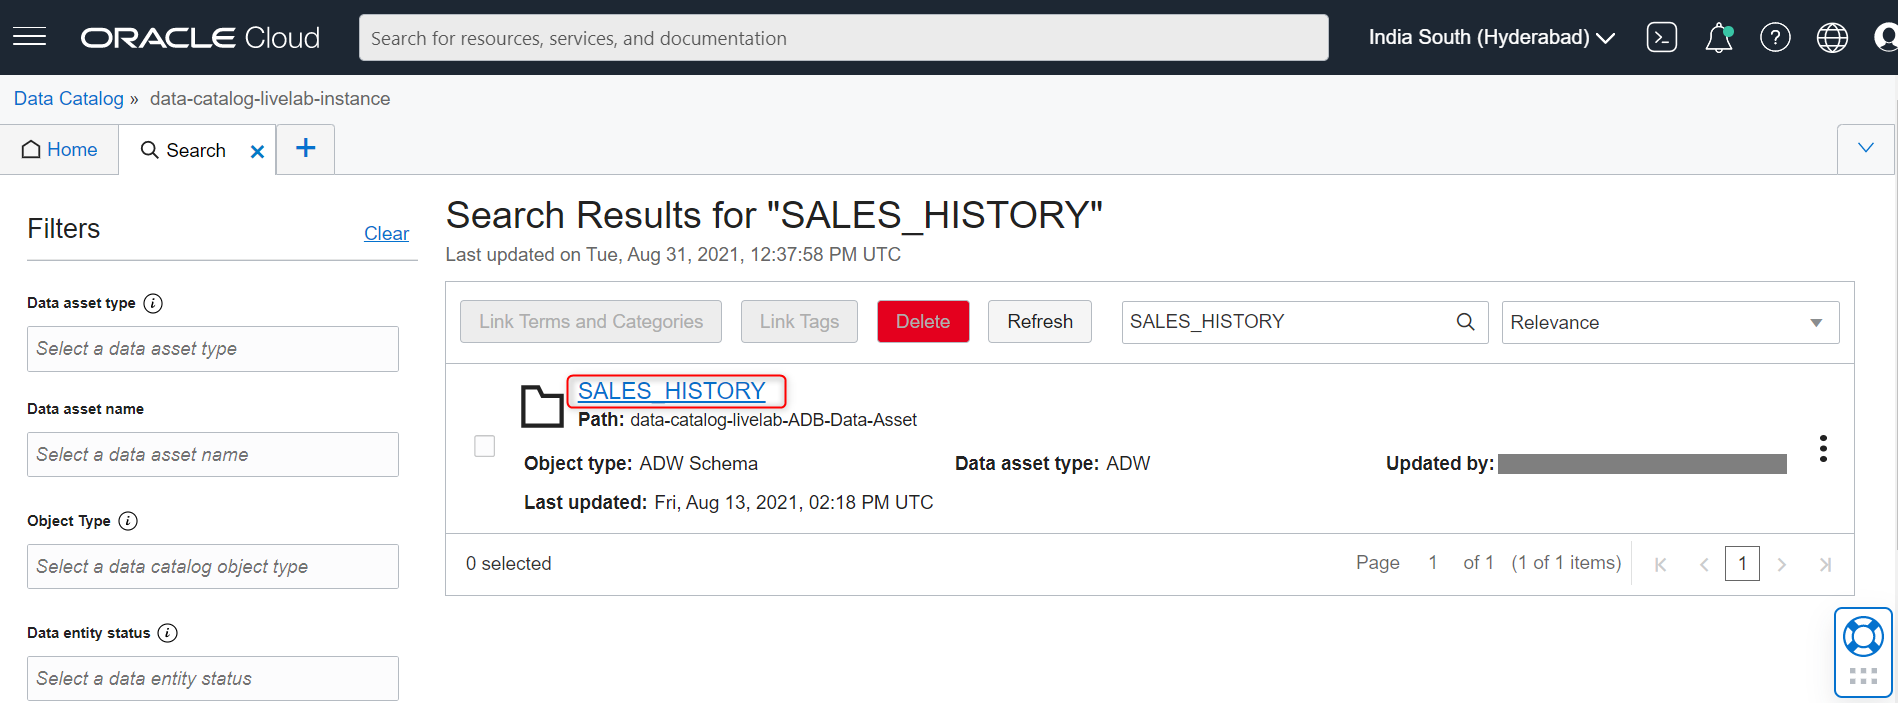 ORACLE Cloud
Search for resources, services, and documentation
India South (Hyderabad)
Data Catalog » data-catalog-livelab-instance
Home
Search
Filters
Clear
Data asset type
Select a data asset type
Data asset name
Select a data asset name
Object Type
Select a data catalog object type
Data entity status
Select a data entity status
Search Results for "SALES_HISTORY"
Last updated on Tue, Aug 31, 2021, 12:37:58 PM UTC
Link Terms and Categories Link Tags Delete Refresh SALES_HISTORY Relevance
SALES_HISTORY
Path: data-catalog-livelab-ADB-Data-Asset
Object type: ADW Schema Data asset type: ADW Updated by:
Last updated: Fri, Aug 13, 2021, 02:18 PM UTC
0 selected Page 1 of 1 (1 of 1 items) 1